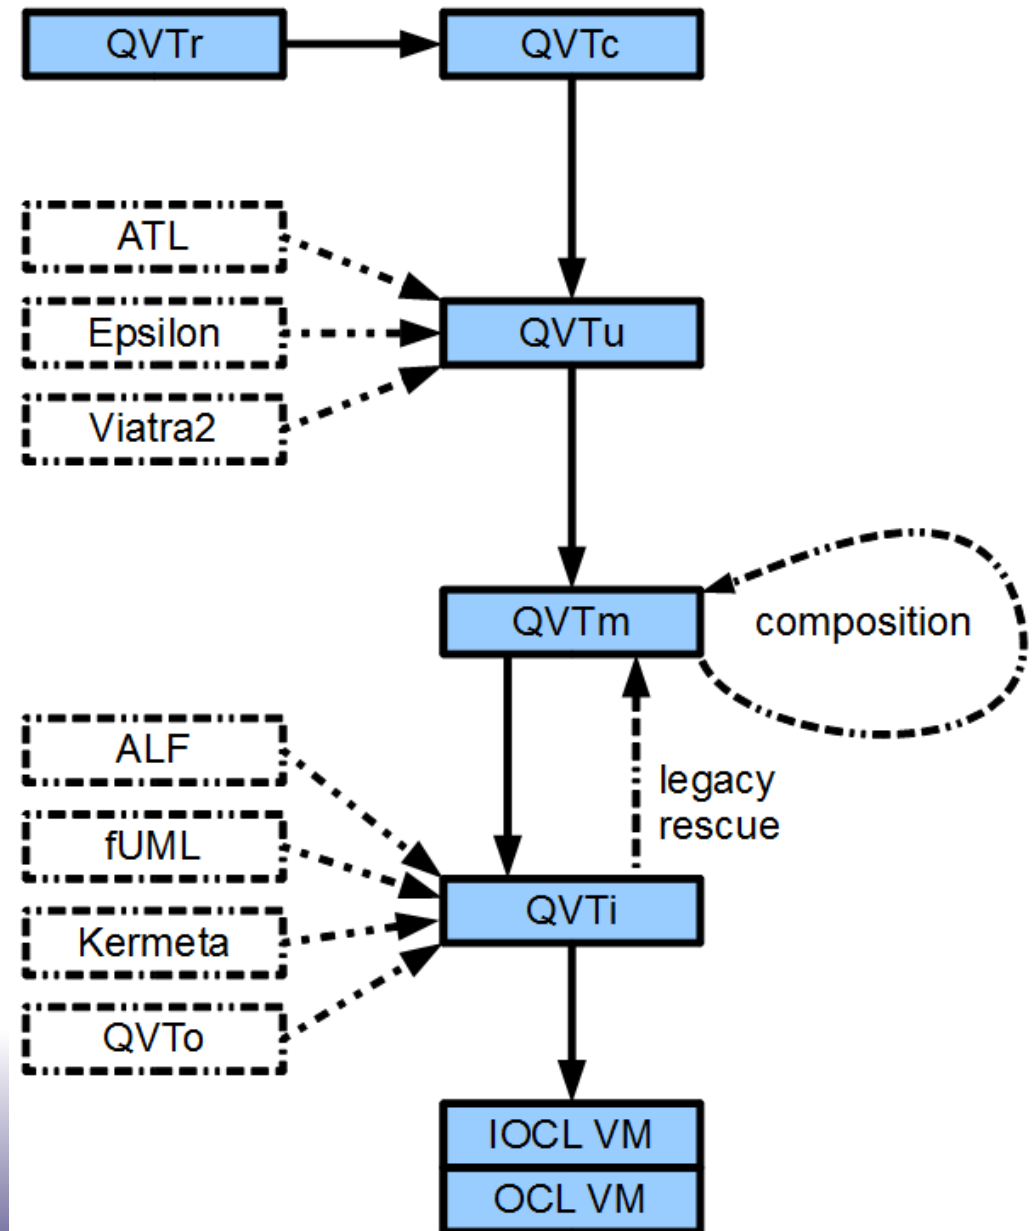 QVTr
QVTc
ATL
Epsilon
QVTu
Viatra2
QVTm
composition
ALF
legacy
rescue
fUML
QVTi
Kermeta
QVTo
IOCL VM
OCL VM